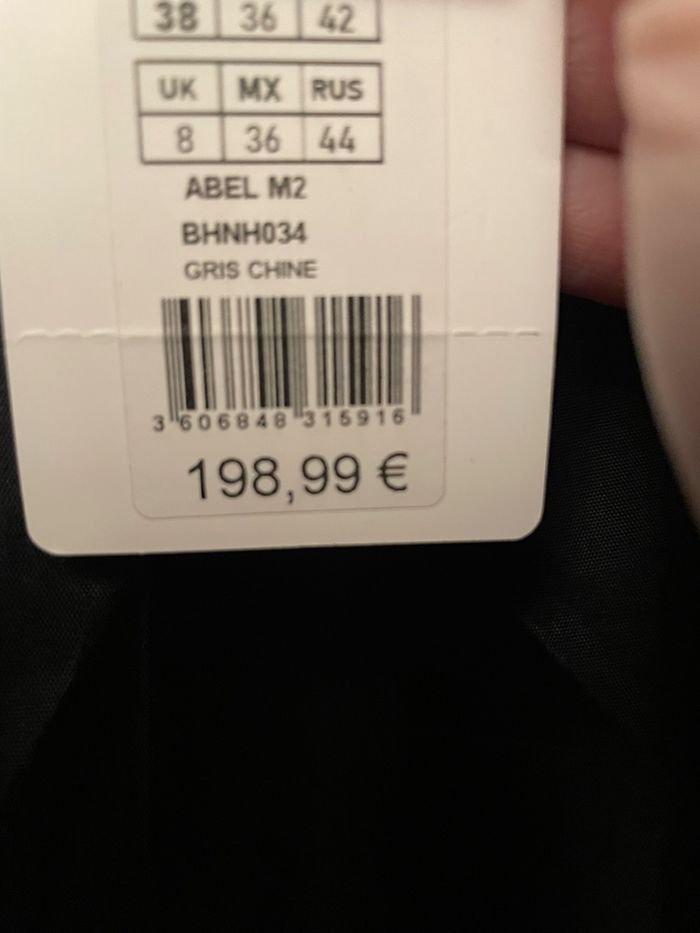 38 36 42
UK MX RUS
8 36 44
ABEL M2
BHNH034
GRIS CHINE
3 606848 315916
198,99 €